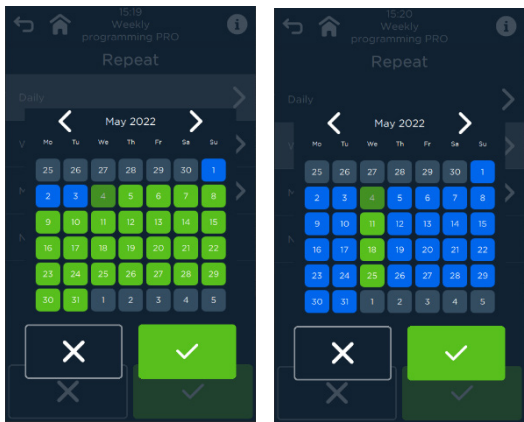 15:19
Weekly
programming PRO
Repeat
Daily
May 2022
Mo Tu We Th Fr Sa Su
25 26 27 28 29 30 1
2 3 4 5 6 7 8
9 10 11 12 13 14 15
16 17 18 19 20 21 22
23 24 25 26 27 28 29
30 31 1 2 3 4 5
15:20
Weekly
programming PRO
Repeat
Daily
May 2022
Mo Tu We Th Fr Sa Su
25 26 27 28 29 30 1
2 3 4 5 6 7 8
9 10 11 12 13 14 15
16 17 18 19 20 21 22
23 24 25 26 27 28 29
30 31 1 2 3 4 5